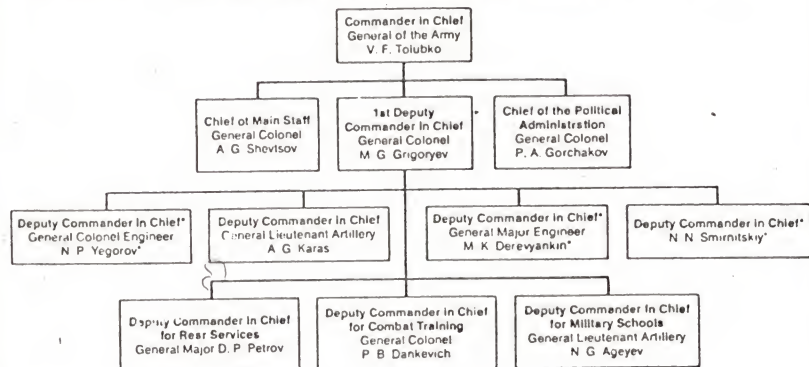 Commander in Chief
General of the Army
V. F. Tolubko
Chief of Main Staff
General Colonel
A G Shevtsov
1st Deputy
Commander in Chief
General Colonel
M G Grigoryev
Chief of the Political
Administration
General Colonel
P. A. Gorchakov
Deputy Commander in Chief*
General Colonel Engineer
N P Yegorov*
Deputy Commander in Chief
General Lieutenant Artillery
A G Karas
Deputy Commander in Chief*
General Major Engineer
M K Derevyankin*
Deputy Commander in Chief*
N N Smirnitskiy*
Deputy Commander in Chief
for Rear Services
General Major D. P. Petrov
Deputy Commander in Chief
for Combat Training
General Colonel
P B Dankevich
Deputy Commander in Chief
for Military Schools
General Lieutenant Artillery
N G Ageyev